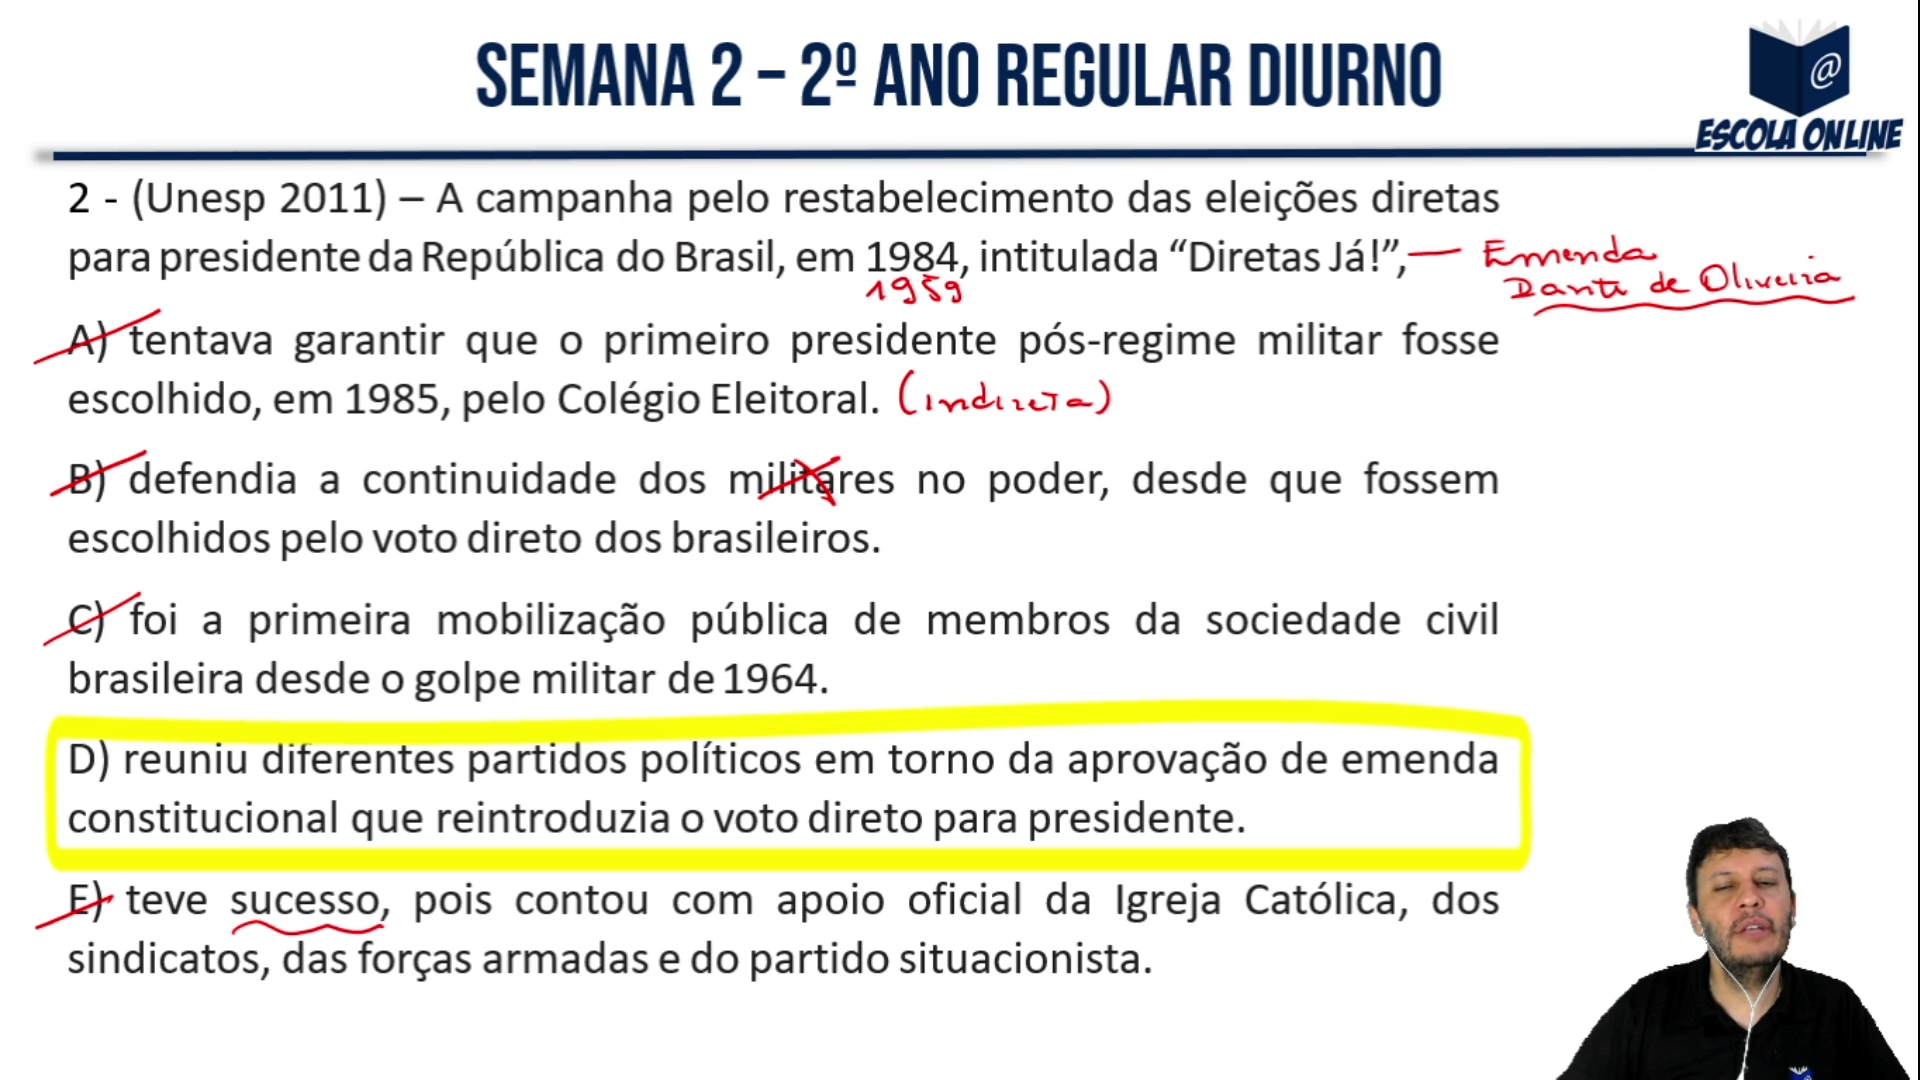 SEMANA 2 – 2º ANO REGULAR DIURNO
@
ESCOLA ONLINE
2 - (Unesp 2011) – A campanha pelo restabelecimento das eleições diretas
para presidente da República do Brasil, em 1984, intitulada “Diretas Já!”, — Emenda
Dante de Oliveira
1959
A) tentava garantir que o primeiro presidente pós-regime militar fosse
escolhido, em 1985, pelo Colégio Eleitoral. (indireta)
B) defendia a continuidade dos militares no poder, desde que fossem
escolhidos pelo voto direto dos brasileiros.
C) foi a primeira mobilização pública de membros da sociedade civil
brasileira desde o golpe militar de 1964.
D) reuniu diferentes partidos políticos em torno da aprovação de emenda
constitucional que reintroduzia o voto direto para presidente.
E) teve sucesso, pois contou com apoio oficial da Igreja Católica, dos
sindicatos, das forças armadas e do partido situacionista.